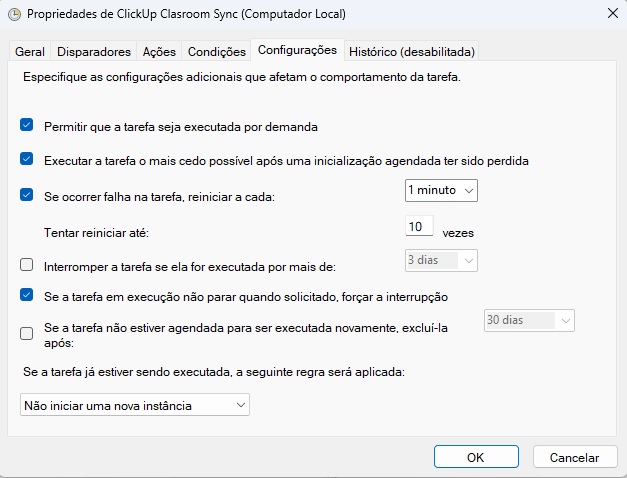 Propriedades de ClickUp Clasroom Sync (Computador Local)
Geral Disparadores Ações Condições Configurações Histórico (desabilitada)
Especifique as configurações adicionais que afetam o comportamento da tarefa.
Permitir que a tarefa seja executada por demanda
Executar a tarefa o mais cedo possível após uma inicialização agendada ter sido perdida
Se ocorrer falha na tarefa, reiniciar a cada: 1 minuto
Tentar reiniciar até: 10 vezes
Interromper a tarefa se ela for executada por mais de: 3 dias
Se a tarefa em execução não parar quando solicitado, forçar a interrupção
Se a tarefa não estiver agendada para ser executada novamente, excluí-la 30 dias
após:
Se a tarefa já estiver sendo executada, a seguinte regra será aplicada:
Não iniciar uma nova instância
OK Cancelar